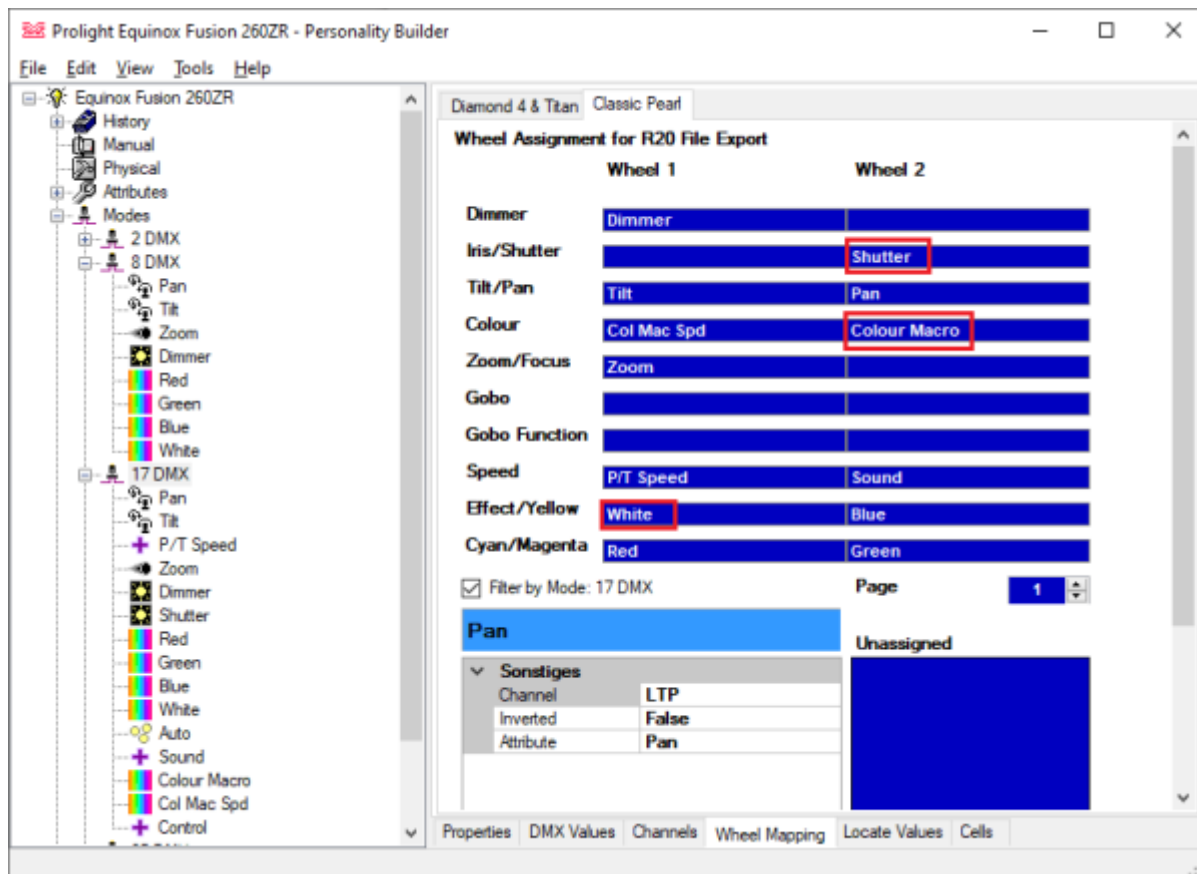 Prolight Equinox Fusion 260ZR - Personality Builder
File Edit View Tools Help
Equinox Fusion 260ZR
History
Manual
Physical
Attributes
Modes
2 DMX
8 DMX
Pan
Tilt
Zoom
Dimmer
Red
Green
Blue
White
17 DMX
Pan
Tilt
P/T Speed
Zoom
Dimmer
Shutter
Red
Green
Blue
White
Auto
Sound
Colour Macro
Col Mac Spd
Control
Diamond 4 & Titan Classic Pearl
Wheel Assignment for R20 File Export
Wheel 1 Wheel 2
Dimmer Dimmer
Iris/Shutter Shutter
Tilt/Pan Tilt Pan
Colour Col Mac Spd Colour Macro
Zoom/Focus Zoom
Gobo
Gobo Function
Speed P/T Speed Sound
Effect/Yellow White Blue
Cyan/Magenta Red Green
Filter by Mode: 17 DMX Page 1
Pan
Unassigned
Sonstiges
Channel LTP
Inverted False
Attribute Pan
Properties DMX Values Channels Wheel Mapping Locate Values Cells